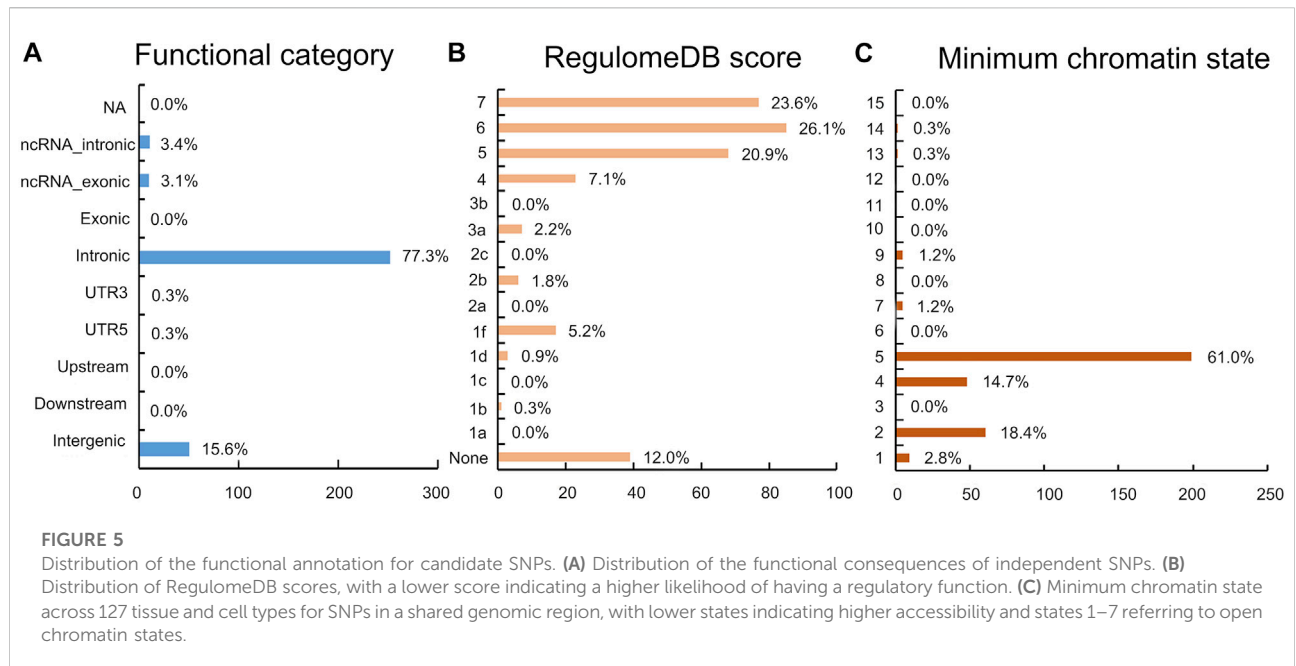 A Functional category
NA 0.0%
ncRNA_intronic 3.4%
ncRNA_exonic 3.1%
Exonic 0.0%
Intronic 77.3%
UTR3 0.3%
UTR5 0.3%
Upstream 0.0%
Downstream 0.0%
Intergenic 15.6%
0 100 200 300
B RegulomeDB score
7 23.6%
6 26.1%
5 20.9%
4 7.1%
3b 0.0%
3a 2.2%
2c 0.0%
2b 1.8%
2a 0.0%
1f 5.2%
1d 0.9%
1c 0.0%
1b 0.3%
1a 0.0%
None 12.0%
0 20 40 60 80 100
C Minimum chromatin state
15 0.0%
14 0.3%
13 0.3%
12 0.0%
11 0.0%
10 0.0%
9 1.2%
8 0.0%
7 1.2%
6 0.0%
5 61.0%
4 14.7%
3 0.0%
2 18.4%
1 2.8%
0 50 100 150 200 250
FIGURE 5
Distribution of the functional annotation for candidate SNPs. (A) Distribution of the functional consequences of independent SNPs. (B)
Distribution of RegulomeDB scores, with a lower score indicating a higher likelihood of having a regulatory function. (C) Minimum chromatin state
across 127 tissue and cell types for SNPs in a shared genomic region, with lower states indicating higher accessibility and states 1–7 referring to open
chromatin states.